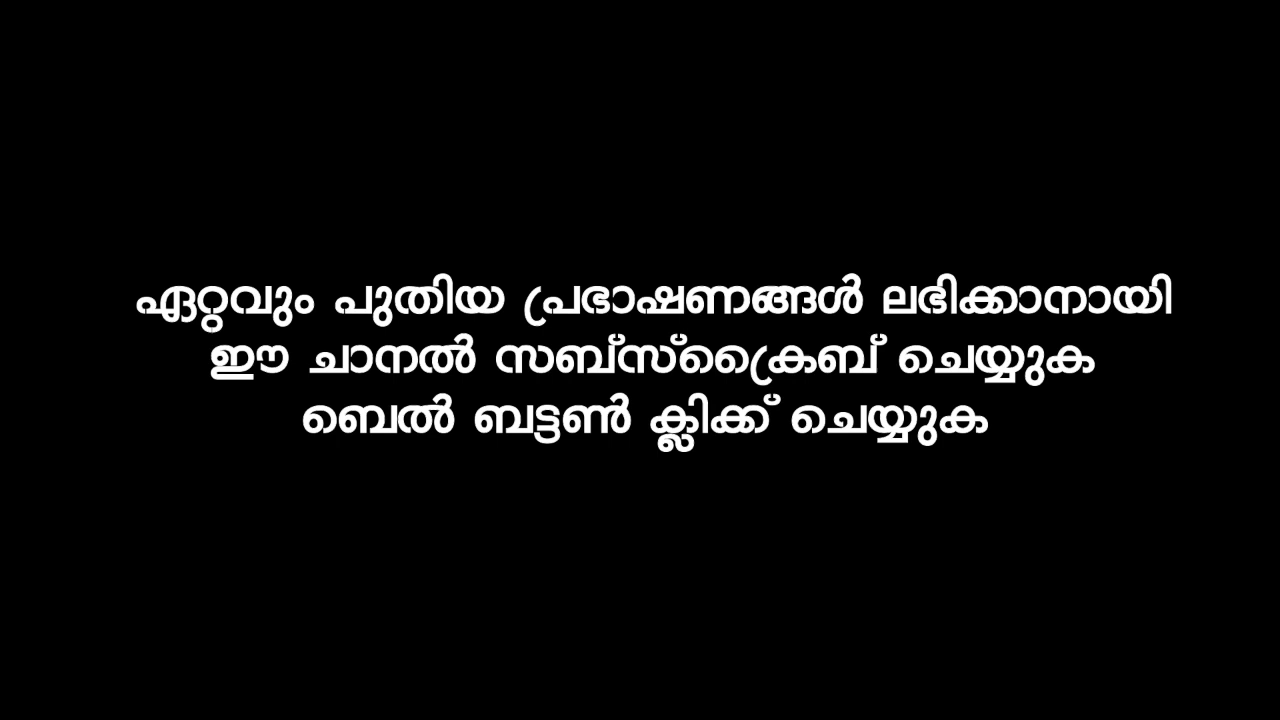 ഏറ്റവും പുതിയ പ്രഭാഷണങ്ങൾ ലഭിക്കാനായി
ഈ ചാനൽ സബ്സ്ക്രൈബ് ചെയ്യുക
ബെൽ ബട്ടൺ ക്ലിക്ക് ചെയ്യുക